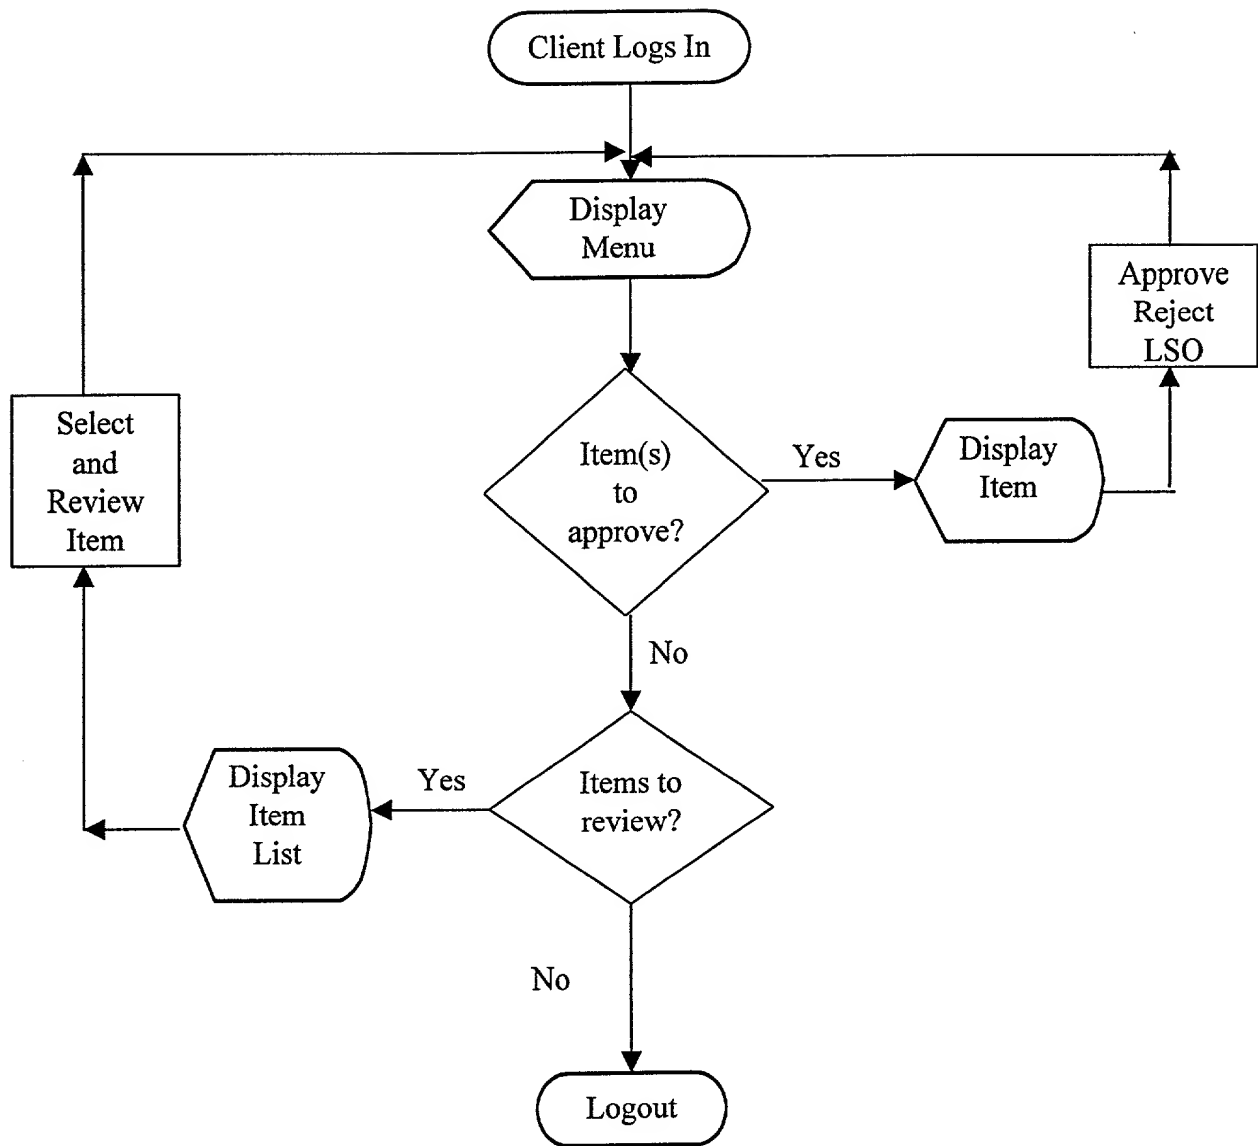 Client Logs In
Display
Menu
Approve
Reject
LSO
Select
and
Review
Item
Item(s)
to
approve?
Yes
Display
Item
No
Display
Item
List
Yes
Items to
review?
No
Logout